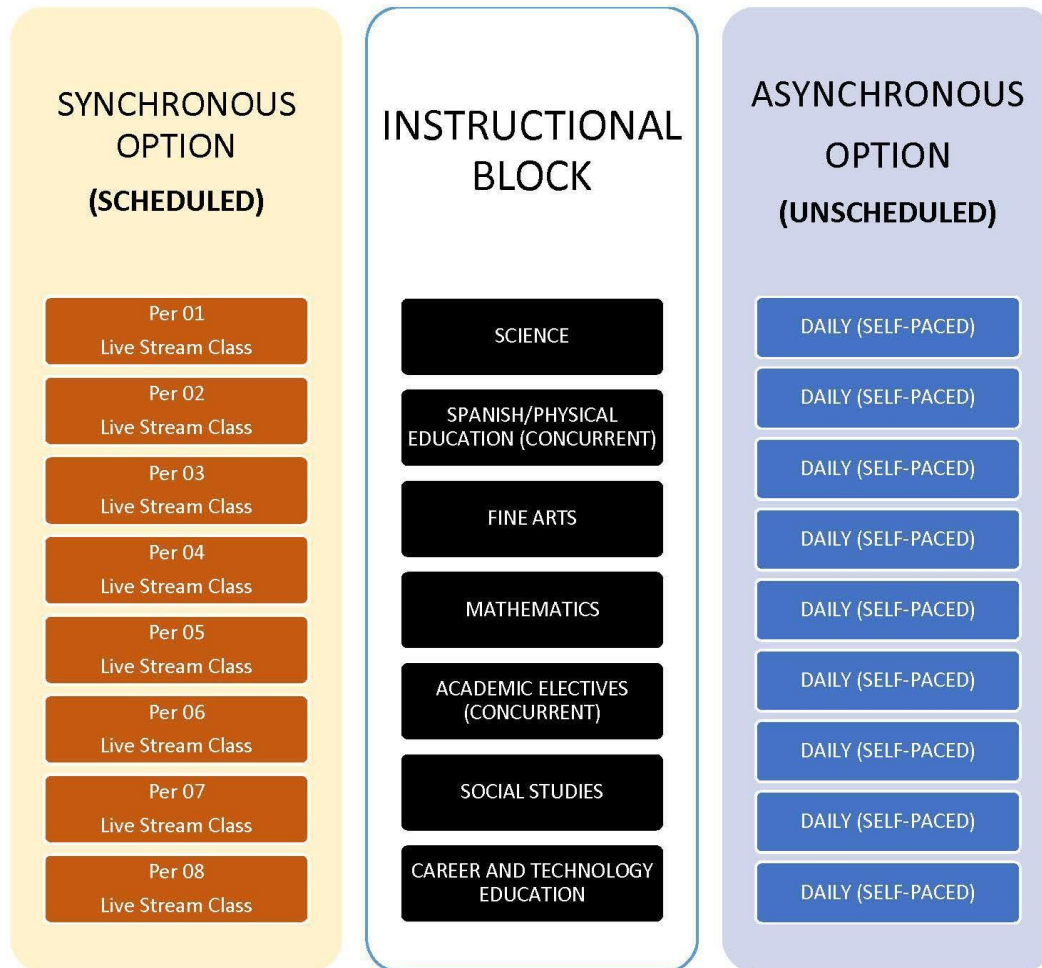 SYNCHRONOUS
OPTION
(SCHEDULED)
Per 01
Live Stream Class
Per 02
Live Stream Class
Per 03
Live Stream Class
Per 04
Live Stream Class
Per 05
Live Stream Class
Per 06
Live Stream Class
Per 07
Live Stream Class
Per 08
Live Stream Class
INSTRUCTIONAL
BLOCK
SCIENCE
SPANISH/PHYSICAL
EDUCATION (CONCURRENT)
FINE ARTS
MATHEMATICS
ACADEMIC ELECTIVES
(CONCURRENT)
SOCIAL STUDIES
CAREER AND TECHNOLOGY
EDUCATION
ASYNCHRONOUS
OPTION
(UNSCHEDULED)
DAILY (SELF-PACED)
DAILY (SELF-PACED)
DAILY (SELF-PACED)
DAILY (SELF-PACED)
DAILY (SELF-PACED)
DAILY (SELF-PACED)
DAILY (SELF-PACED)
DAILY (SELF-PACED)
DAILY (SELF-PACED)